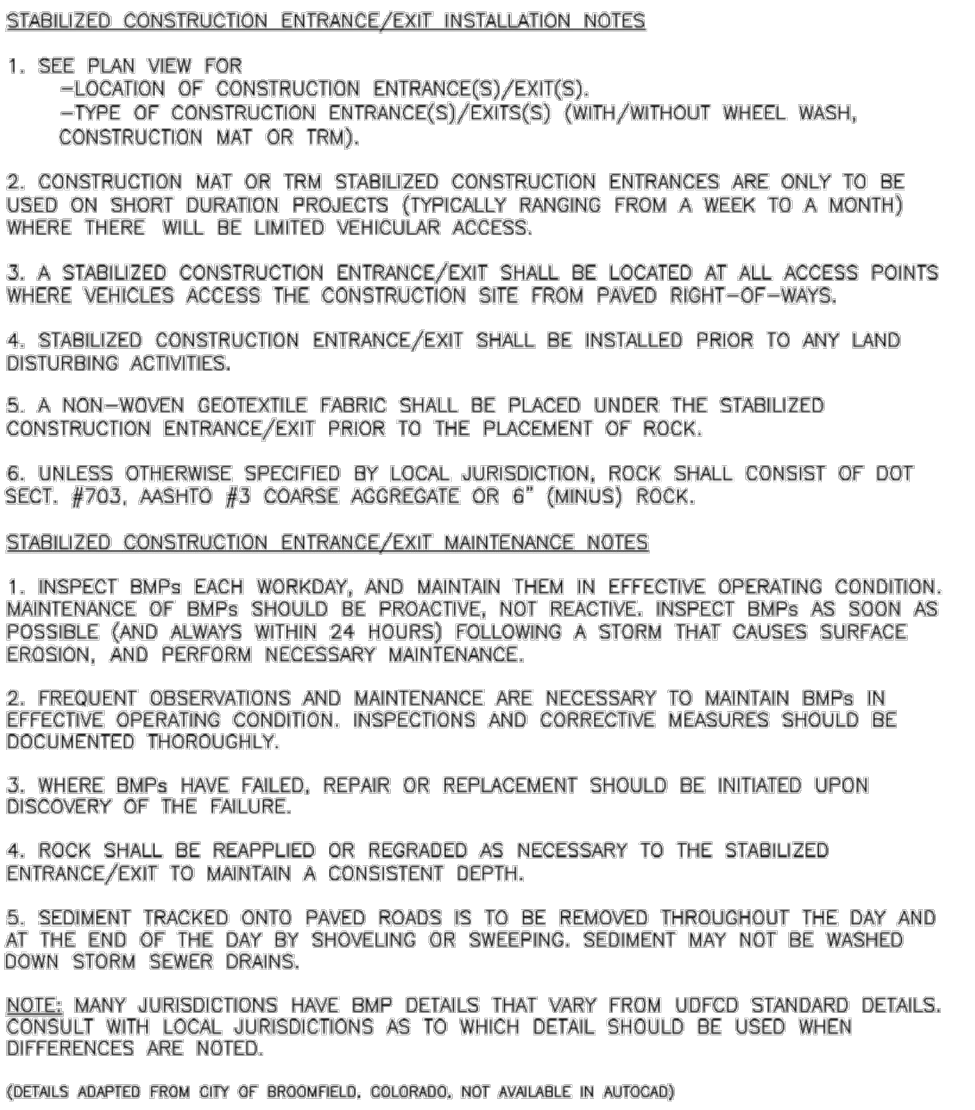 STABILIZED CONSTRUCTION ENTRANCE/EXIT INSTALLATION NOTES
1. SEE PLAN VIEW FOR
-LOCATION OF CONSTRUCTION ENTRANCE(S)/EXIT(S).
-TYPE OF CONSTRUCTION ENTRANCE(S)/EXITS(S) (WITH/WITHOUT WHEEL WASH,
CONSTRUCTION MAT OR TRM).
2. CONSTRUCTION MAT OR TRM STABILIZED CONSTRUCTION ENTRANCES ARE ONLY TO BE
USED ON SHORT DURATION PROJECTS (TYPICALLY RANGING FROM A WEEK TO A MONTH)
WHERE THERE WILL BE LIMITED VEHICULAR ACCESS.
3. A STABILIZED CONSTRUCTION ENTRANCE/EXIT SHALL BE LOCATED AT ALL ACCESS POINTS
WHERE VEHICLES ACCESS THE CONSTRUCTION SITE FROM PAVED RIGHT-OF-WAYS.
4. STABILIZED CONSTRUCTION ENTRANCE/EXIT SHALL BE INSTALLED PRIOR TO ANY LAND
DISTURBING ACTIVITIES.
5. A NON-WOVEN GEOTEXTILE FABRIC SHALL BE PLACED UNDER THE STABILIZED
CONSTRUCTION ENTRANCE/EXIT PRIOR TO THE PLACEMENT OF ROCK.
6. UNLESS OTHERWISE SPECIFIED BY LOCAL JURISDICTION, ROCK SHALL CONSIST OF DOT
SECT. #703, AASHTO #3 COARSE AGGREGATE OR 6" (MINUS) ROCK.
STABILIZED CONSTRUCTION ENTRANCE/EXIT MAINTENANCE NOTES
1. INSPECT BMPs EACH WORKDAY, AND MAINTAIN THEM IN EFFECTIVE OPERATING CONDITION.
MAINTENANCE OF BMPs SHOULD BE PROACTIVE, NOT REACTIVE. INSPECT BMPs AS SOON AS
POSSIBLE (AND ALWAYS WITHIN 24 HOURS) FOLLOWING A STORM THAT CAUSES SURFACE
EROSION, AND PERFORM NECESSARY MAINTENANCE.
2. FREQUENT OBSERVATIONS AND MAINTENANCE ARE NECESSARY TO MAINTAIN BMPs IN
EFFECTIVE OPERATING CONDITION. INSPECTIONS AND CORRECTIVE MEASURES SHOULD BE
DOCUMENTED THOROUGHLY.
3. WHERE BMPs HAVE FAILED, REPAIR OR REPLACEMENT SHOULD BE INITIATED UPON
DISCOVERY OF THE FAILURE.
4. ROCK SHALL BE REAPPLIED OR REGRADED AS NECESSARY TO THE STABILIZED
ENTRANCE/EXIT TO MAINTAIN A CONSISTENT DEPTH.
5. SEDIMENT TRACKED ONTO PAVED ROADS IS TO BE REMOVED THROUGHOUT THE DAY AND
AT THE END OF THE DAY BY SHOVELING OR SWEEPING. SEDIMENT MAY NOT BE WASHED
DOWN STORM SEWER DRAINS.
NOTE: MANY JURISDICTIONS HAVE BMP DETAILS THAT VARY FROM UDFCD STANDARD DETAILS.
CONSULT WITH LOCAL JURISDICTIONS AS TO WHICH DETAIL SHOULD BE USED WHEN
DIFFERENCES ARE NOTED.
(DETAILS ADAPTED FROM CITY OF BROOMFIELD, COLORADO, NOT AVAILABLE IN AUTOCAD)